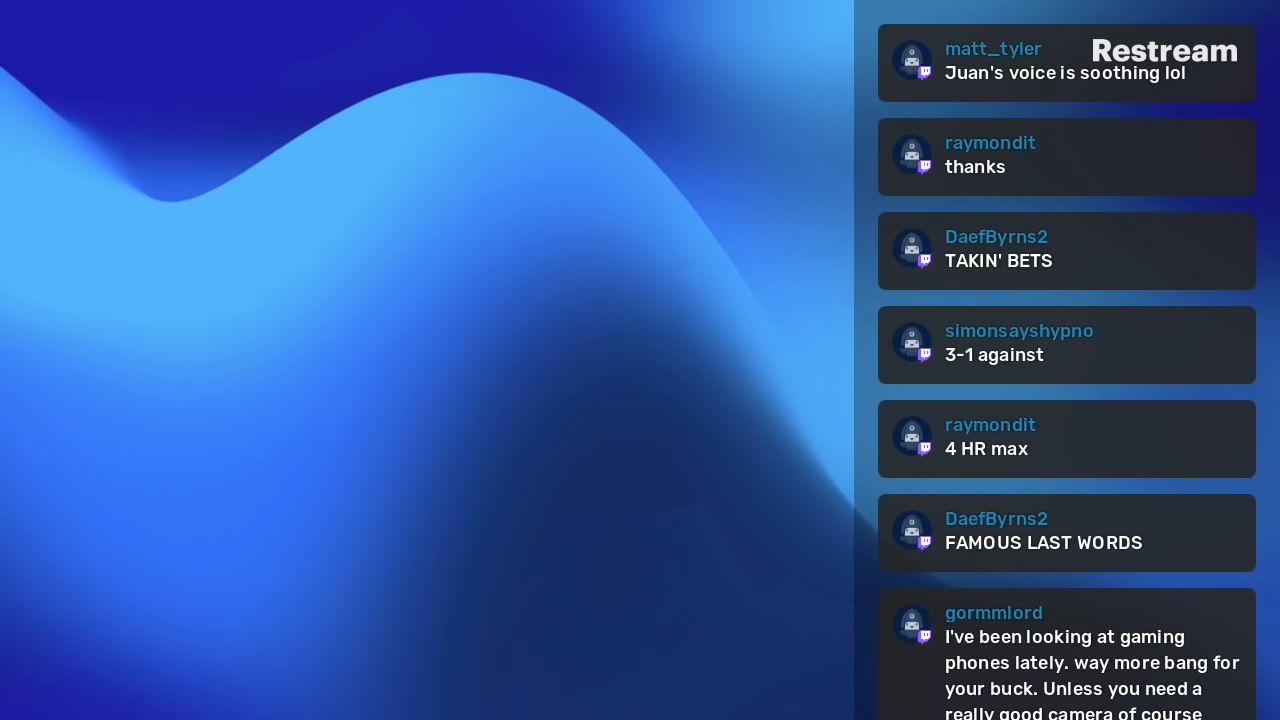 matt_tyler
Restream
Juan's voice is soothing lol
raymondit
thanks
DaefByrns2
TAKIN' BETS
simonsayshypno
3-1 against
raymondit
4 HR max
DaefByrns2
FAMOUS LAST WORDS
gormmlord
I've been looking at gaming
phones lately. way more bang for
your buck. Unless you need a
really good camera of course